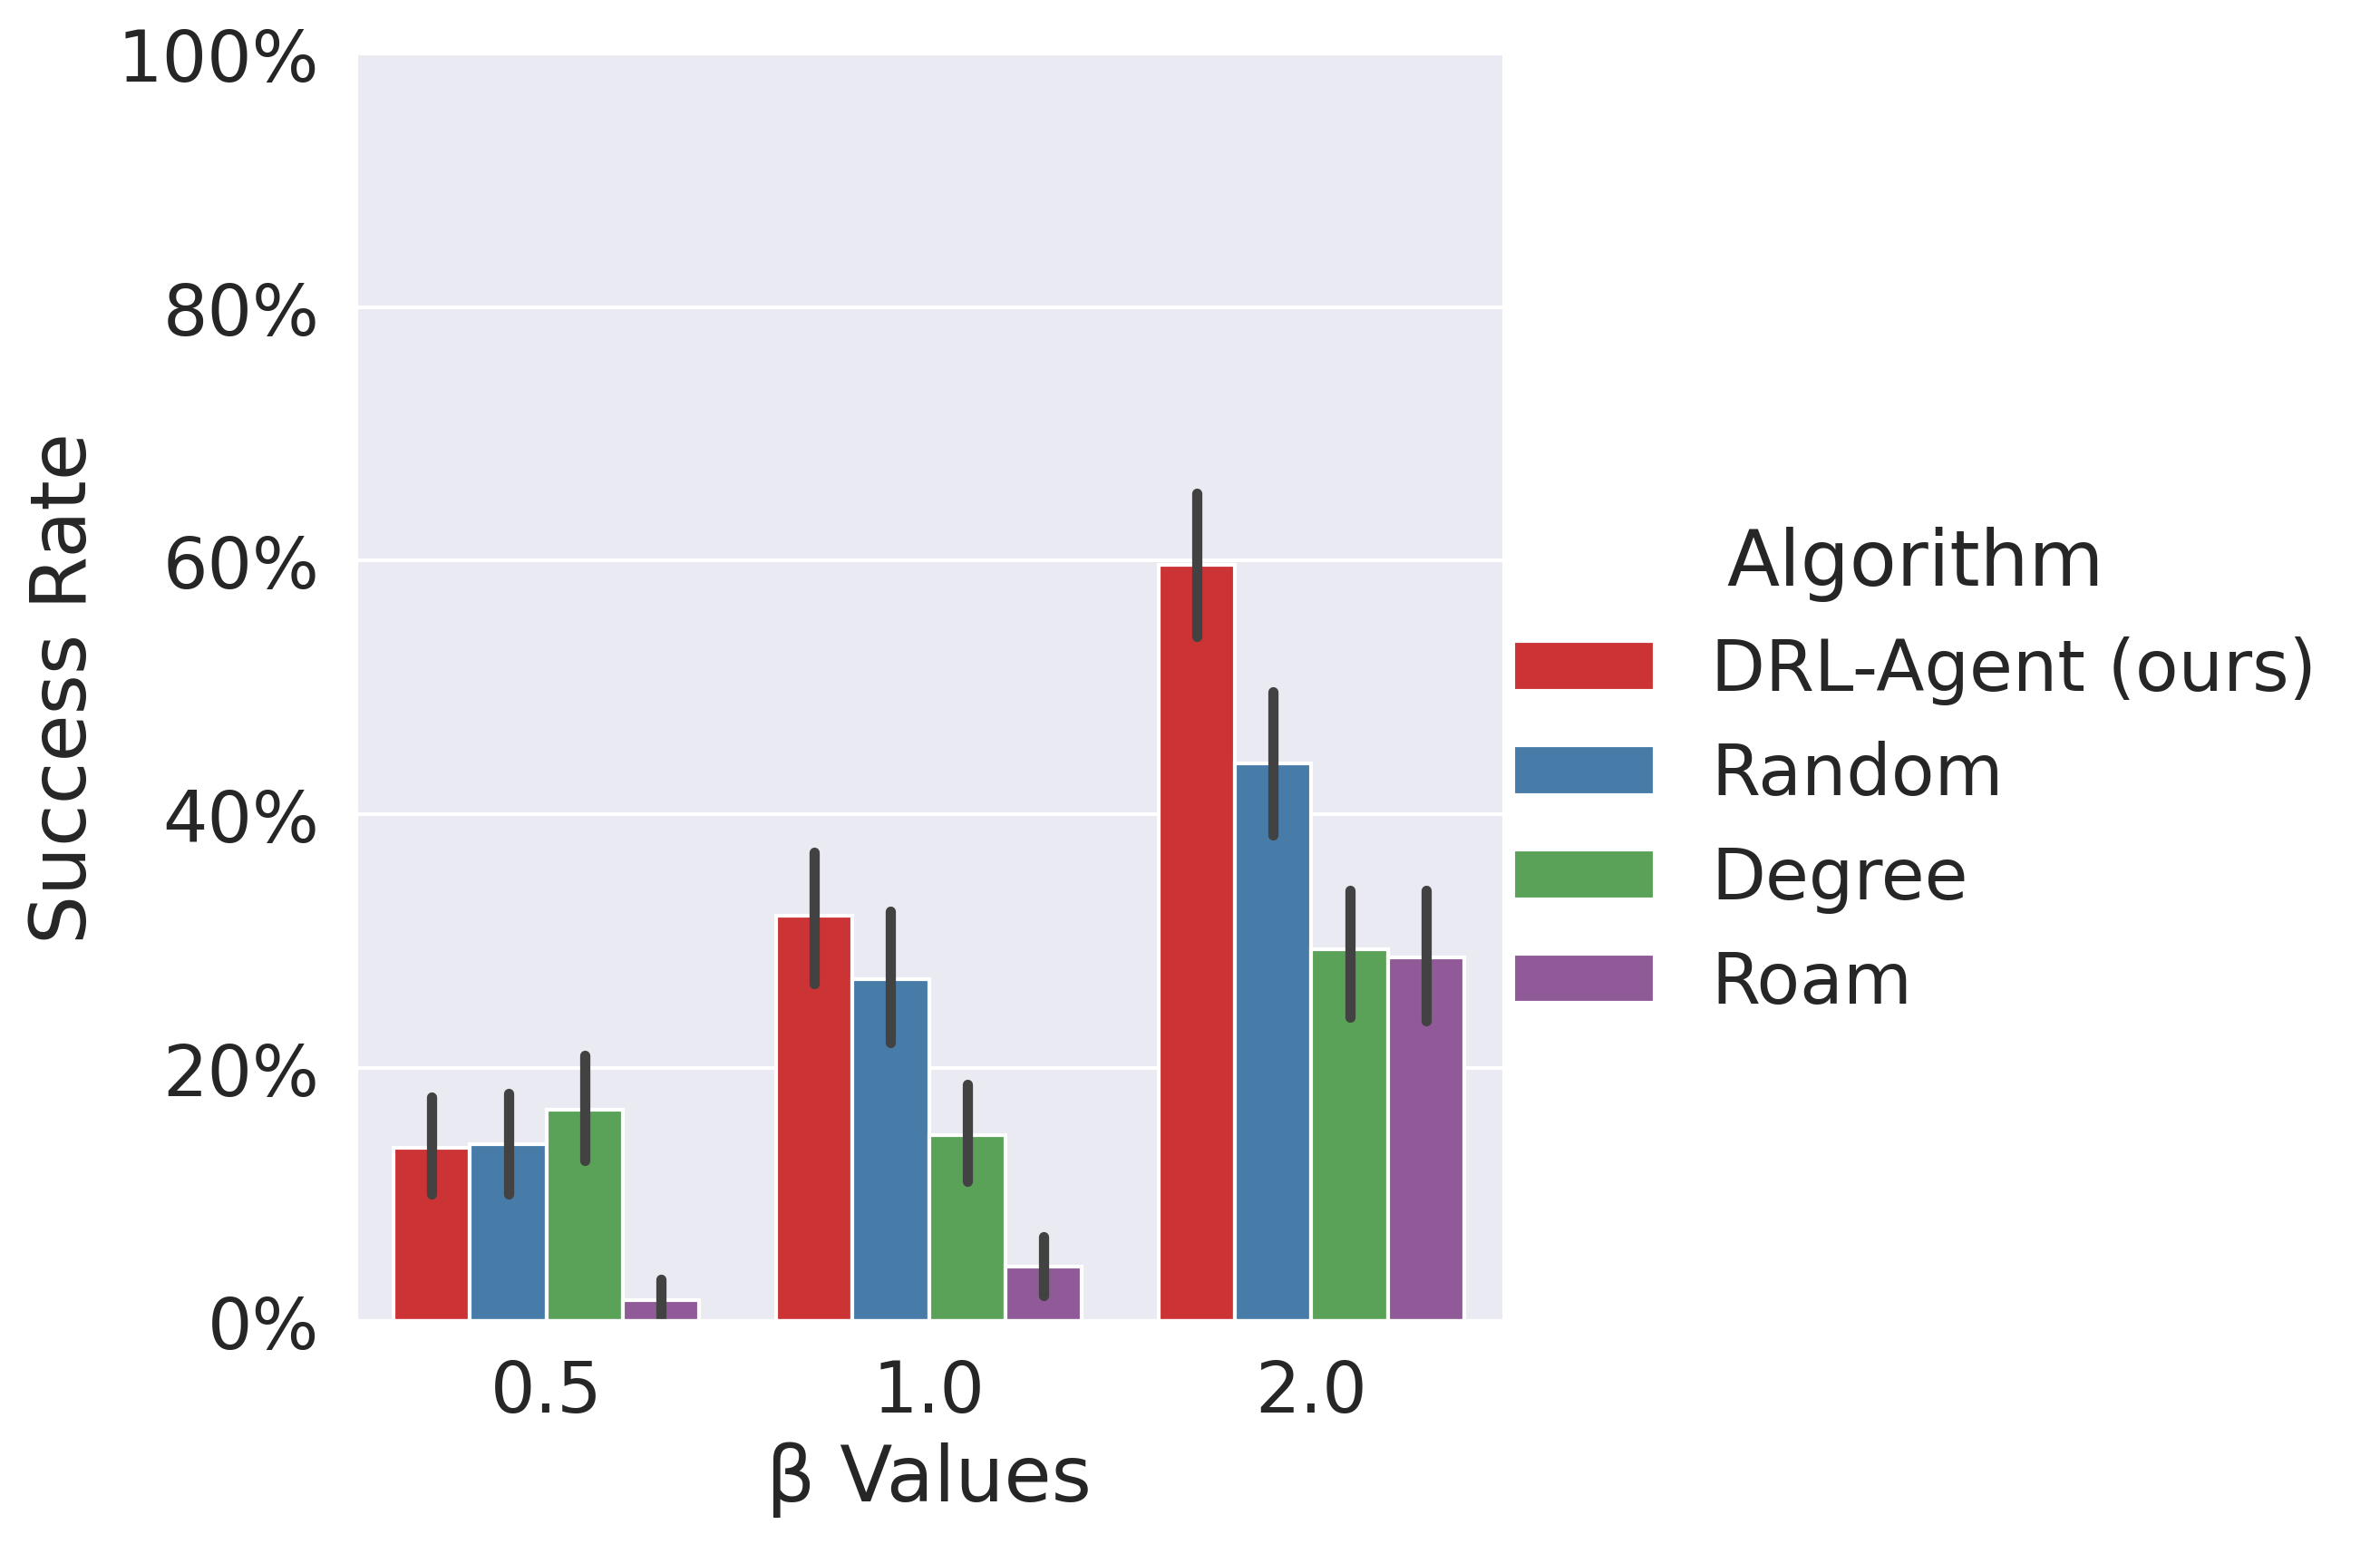 100%
80%
60%
40%
20%
0%
Success Rate
0.5
1.0
2.0
β Values
Algorithm
DRL-Agent (ours)
Random
Degree
Roam